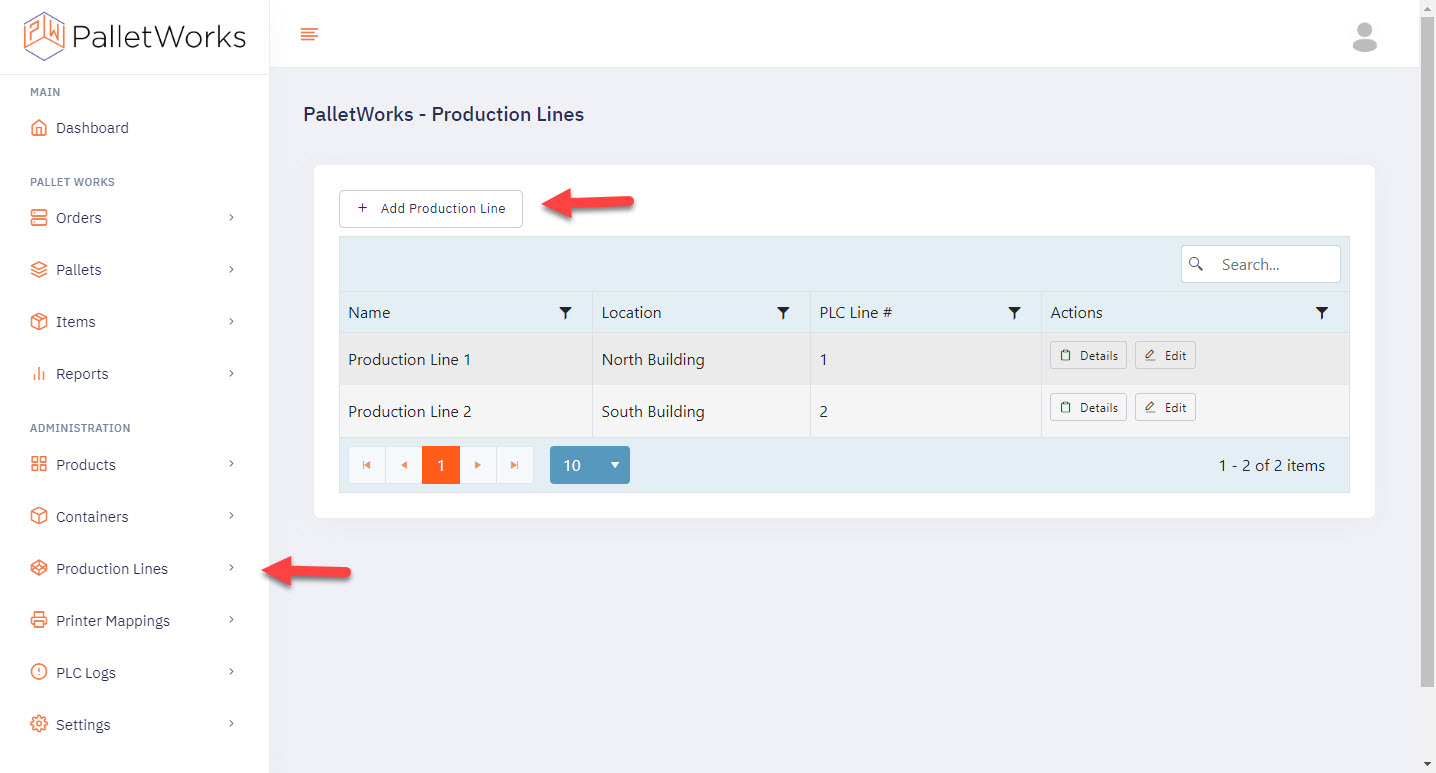 PW PalletWorks
MAIN
Dashboard
PALLET WORKS
Orders
Pallets
Items
Reports
ADMINISTRATION
Products
Containers
Production Lines
Printer Mappings
PLC Logs
Settings
PalletWorks - Production Lines
+ Add Production Line
Search...
Name Location PLC Line # Actions
Production Line 1 North Building 1 Details Edit
Production Line 2 South Building 2 Details Edit
1 10 1 - 2 of 2 items